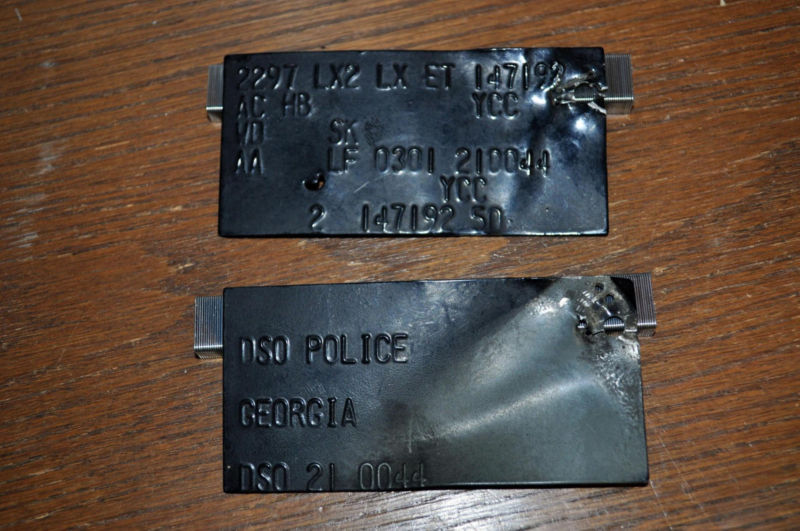 2297 LX2 LX ET 147192
AC HB YCC
VD SK
AA LF 0301 210044
YCC
2 147192 50
DSO POLICE
GEORGIA
DSO 21 0044